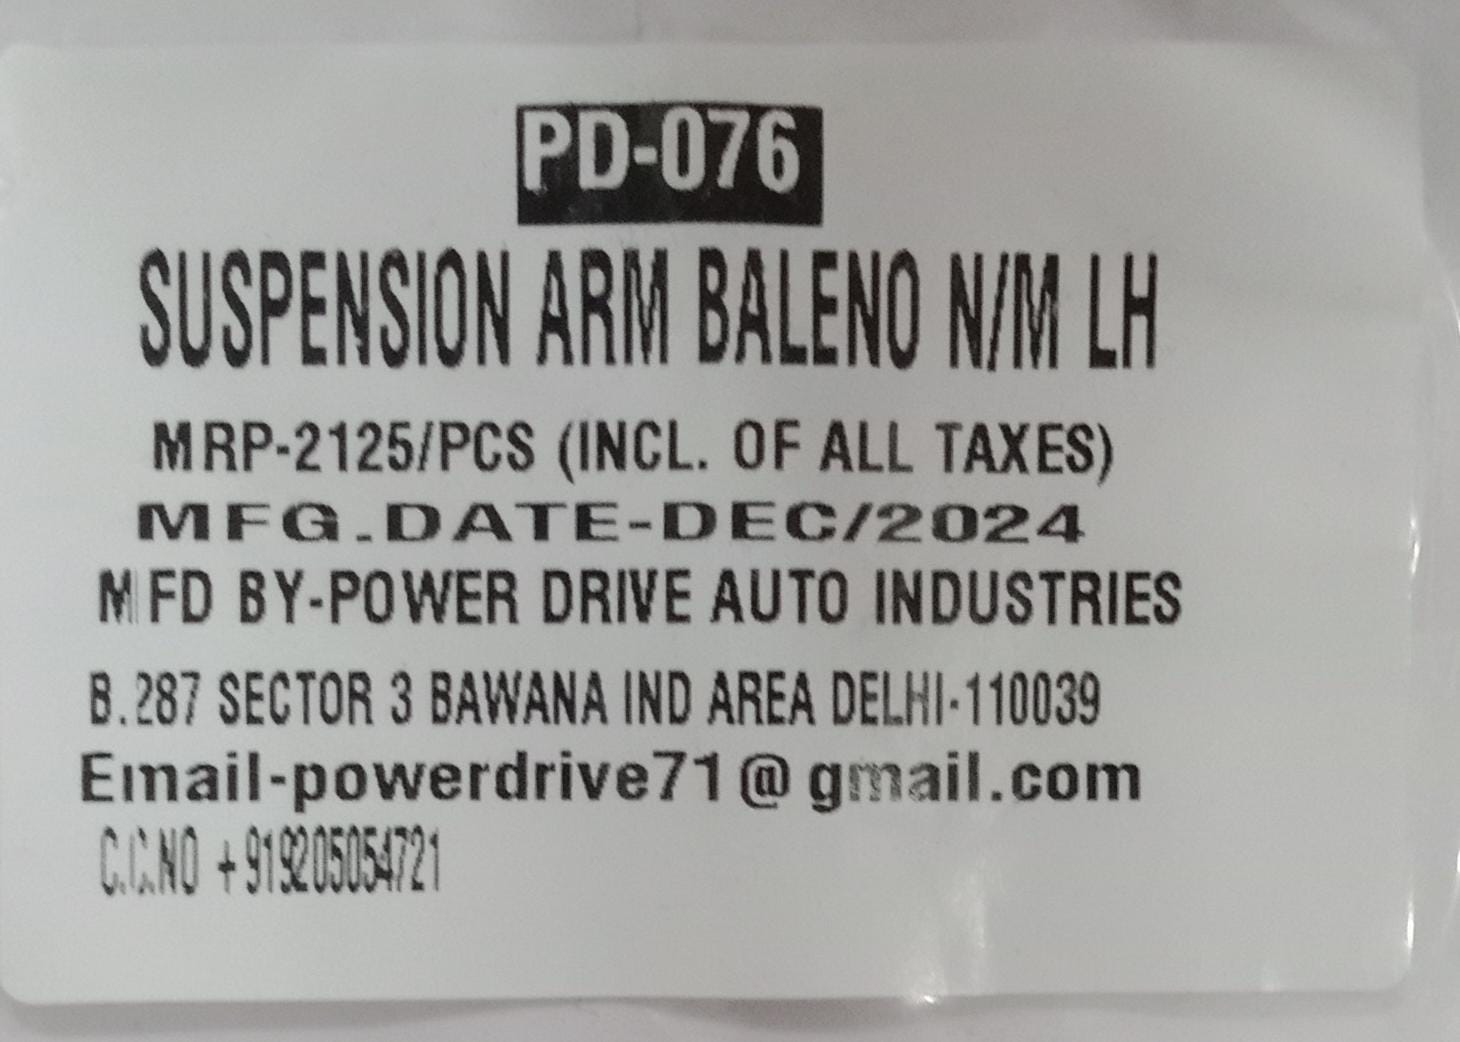 PD-076
SUSPENSION ARM BALENO N/M LH
MRP-2125/PCS (INCL. OF ALL TAXES)
MFG.DATE-DEC/2024
MFD BY-POWER DRIVE AUTO INDUSTRIES
B.287 SECTOR 3 BAWANA IND AREA DELHI-110039
Email-powerdrive71@gmail.com
C.C.NO +919205054721